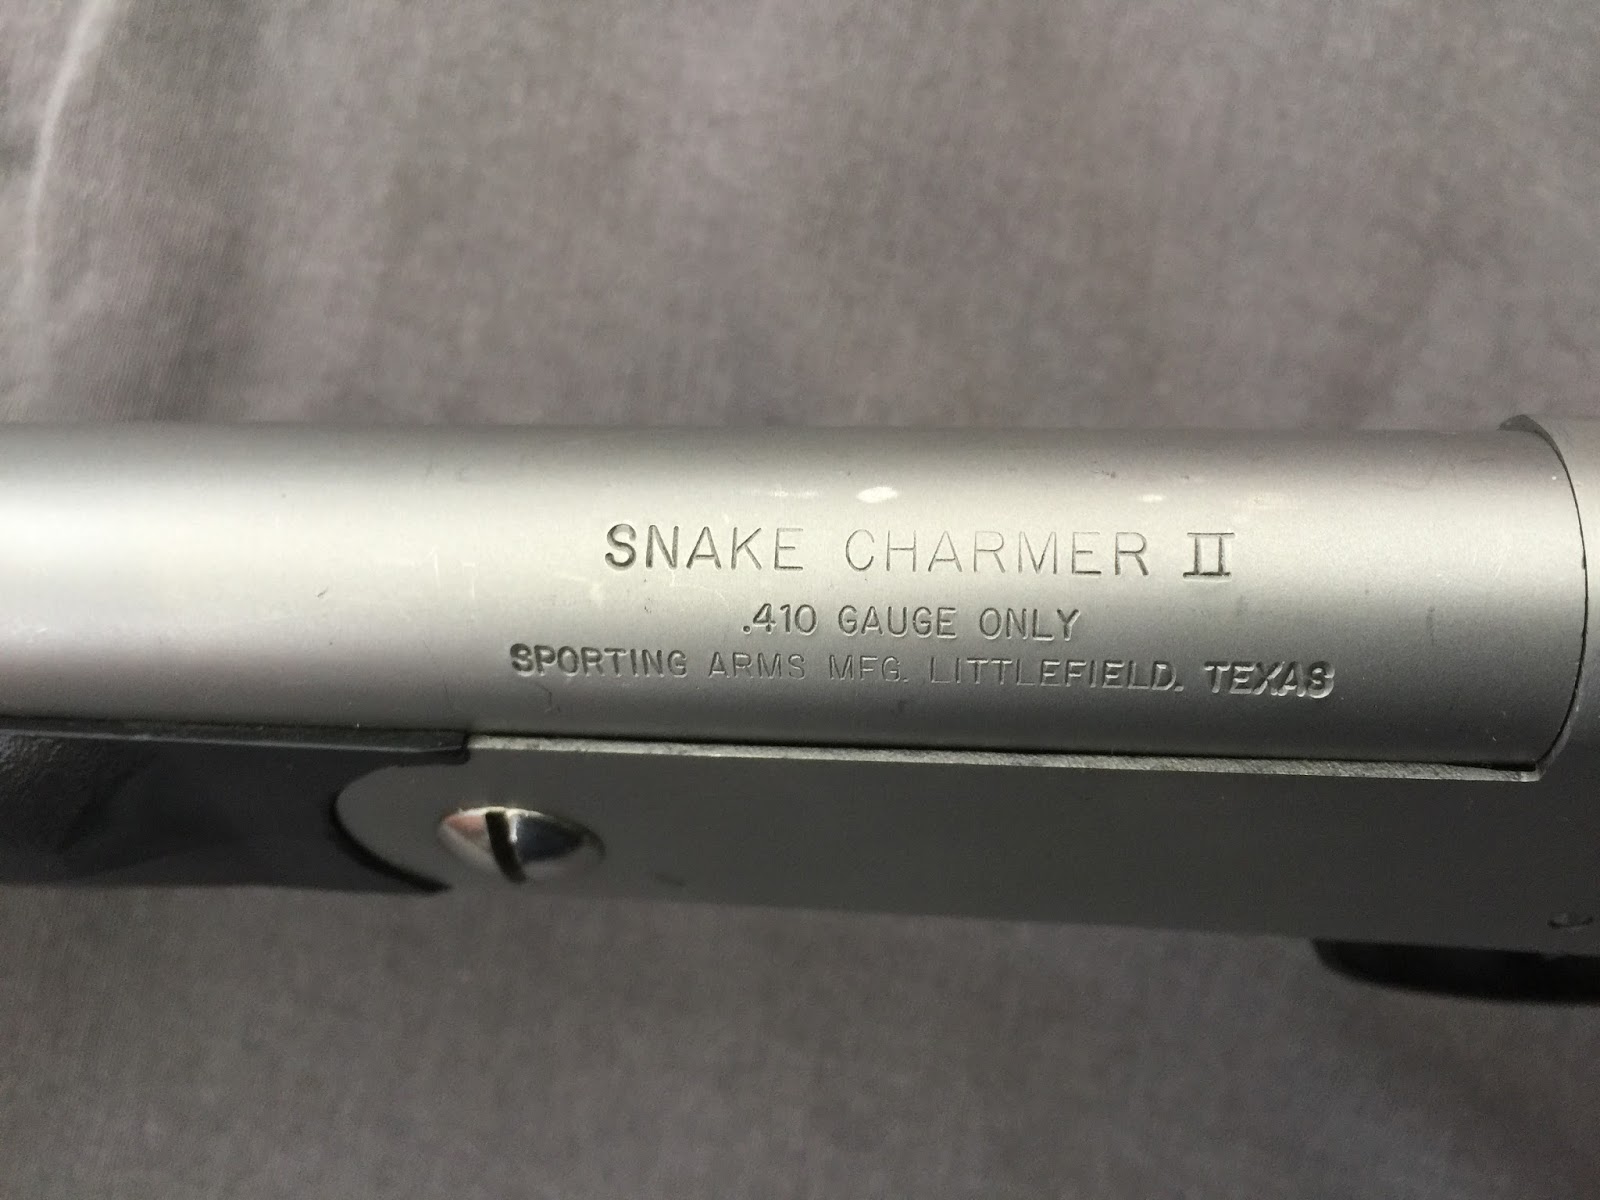 SNAKE CHARMER II
.410 GAUGE ONLY
SPORTING ARMS MFG. LITTLEFIELD. TEXAS